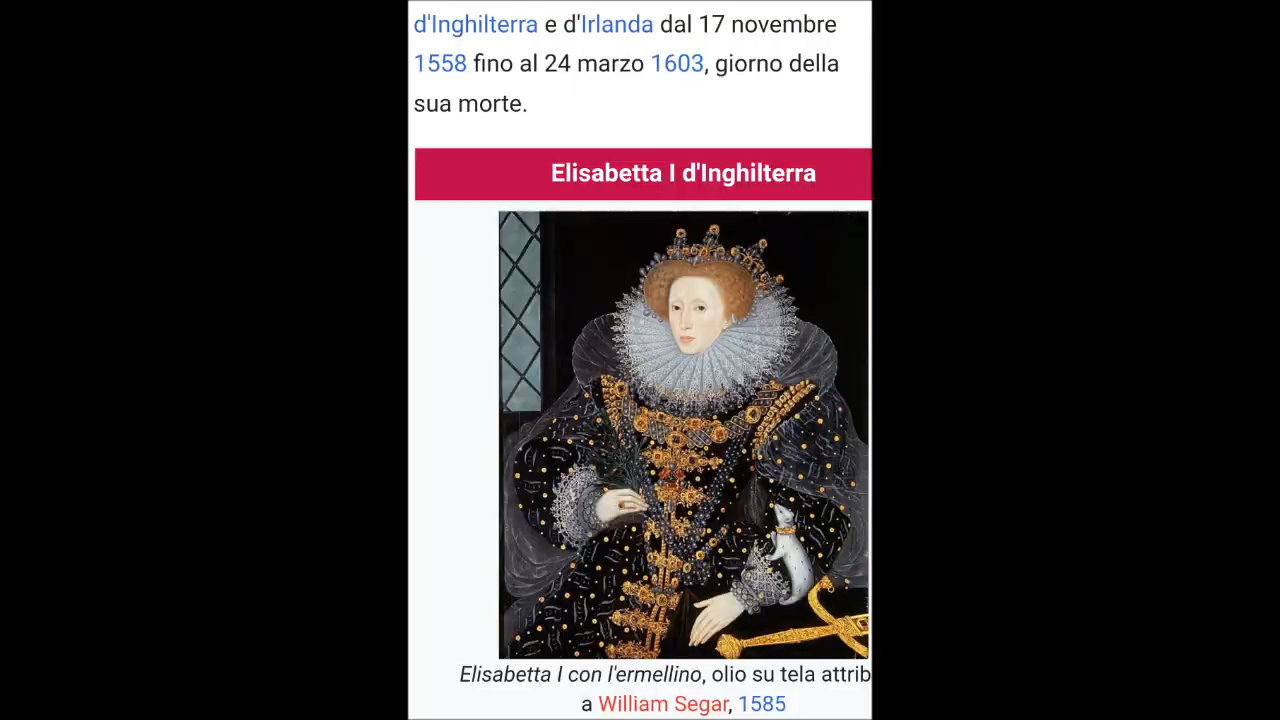 d'Inghilterra e d'Irlanda dal 17 novembre
1558 fino al 24 marzo 1603, giorno della
sua morte.
Elisabetta I d'Inghilterra
Elisabetta I con l'ermellino, olio su tela attrib
a William Segar, 1585